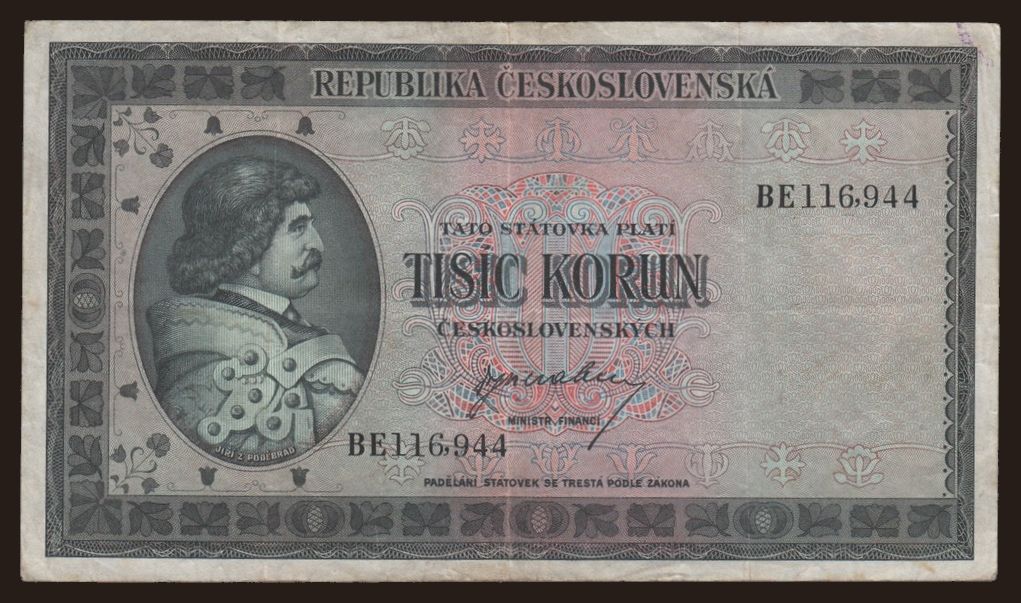 REPUBLIKA ČESKOSLOVENSKÁ
BE116,944
TATO STÁTOVKA PLATÍ
TISÍC KORUN
ČESKOSLOVENSKÝCH
MINISTR FINANCÍ
BE116,944
JIŘÍ Z PODĚBRAD
PADĚLÁNÍ STÁTOVEK SE TRESTÁ PODLE ZÁKONA